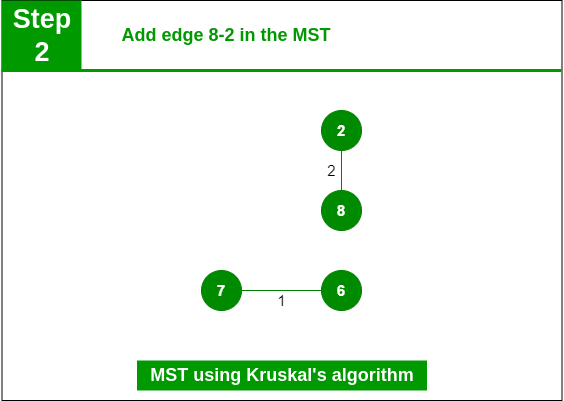 Step
2
Add edge 8-2 in the MST
2
2
8
7
6
1
MST using Kruskal's algorithm